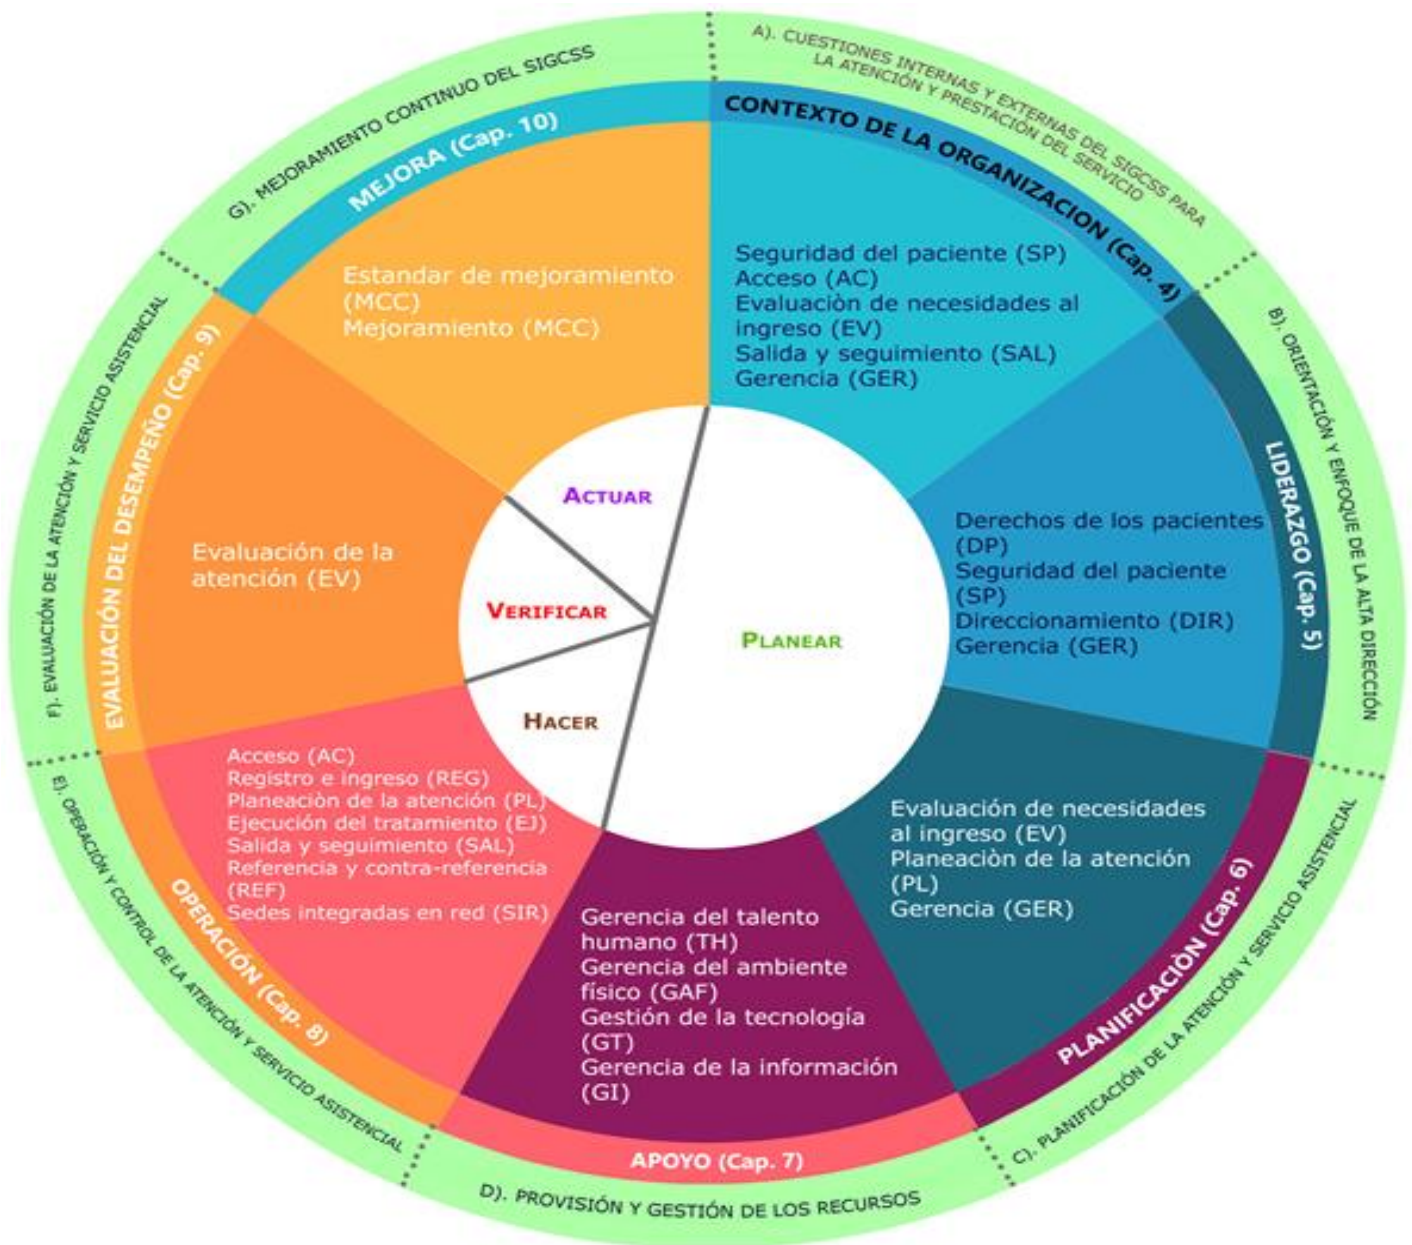 A). CUESTIONES INTERNAS Y EXTERNAS DEL SIGCSS PARA
LA ATENCIÓN Y PRESTACIÓN DEL SERVICIO
CONTEXTO DE LA ORGANIZACION (Cap. 4)
Seguridad del paciente (SP)
Acceso (AC)
Evaluaciòn de necesidades al
ingreso (EV)
Salida y seguimiento (SAL)
Gerencia (GER)
B). ORIENTACIÓN Y ENFOQUE DE LA ALTA DIRECCIÓN
LIDERAZGO (Cap. 5)
Derechos de los pacientes
(DP)
Seguridad del paciente
(SP)
Direccionamiento (DIR)
Gerencia (GER)
C). PLANIFICACIÓN DE LA ATENCIÓN Y SERVICIO ASISTENCIAL
PLANIFICACIÒN (Cap. 6)
Evaluación de necesidades
al ingreso (EV)
Planeaciòn de la atención
(PL)
Gerencia (GER)
D). PROVISIÓN Y GESTIÓN DE LOS RECURSOS
APOYO (Cap. 7)
Gerencia del talento
humano (TH)
Gerencia del ambiente
físico (GAF)
Gestión de la tecnología
(GT)
Gerencia de la información
(GI)
E). OPERACIÓN Y CONTROL DE LA ATENCIÓN Y SERVICIO ASISTENCIAL
OPERACIÓN (Cap. 8)
Acceso (AC)
Registro e ingreso (REG)
Planeaciòn de la atención (PL)
Ejecución del tratamiento (EJ)
Salida y seguimiento (SAL)
Referencia y contra-referencia
(REF)
Sedes integradas en red (SIR)
F). EVALUACIÓN DE LA ATENCIÓN Y SERVICIO ASISTENCIAL
EVALUACIÓN DEL DESEMPEÑO (Cap. 9)
Evaluación de la
atención (EV)
G). MEJORAMIENTO CONTINUO DEL SIGCSS
MEJORA (Cap. 10)
Estandar de mejoramiento
(MCC)
Mejoramiento (MCC)
ACTUAR
VERIFICAR
PLANEAR
HACER